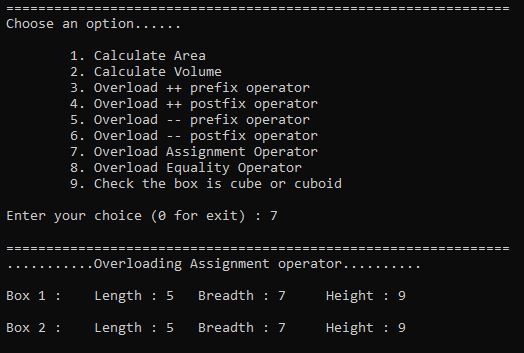 ===============================================================
Choose an option......
1. Calculate Area
2. Calculate Volume
3. Overload ++ prefix operator
4. Overload ++ postfix operator
5. Overload -- prefix operator
6. Overload -- postfix operator
7. Overload Assignment Operator
8. Overload Equality Operator
9. Check the box is cube or cuboid
Enter your choice (0 for exit) : 7
===============================================================
...........Overloading Assignment operator..........
Box 1 :    Length : 5   Breadth : 7     Height : 9
Box 2 :    Length : 5   Breadth : 7     Height : 9